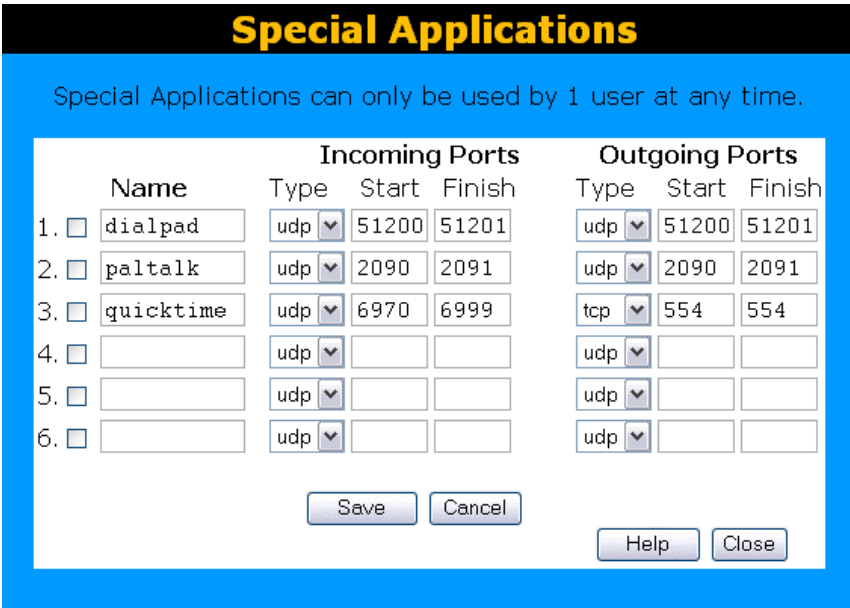 Special Applications
Special Applications can only be used by 1 user at any time.
Incoming Ports Outgoing Ports
Name Type Start Finish Type Start Finish
1. dialpad udp 51200 51201 udp 51200 51201
2. paltalk udp 2090 2091 udp 2090 2091
3. quicktime udp 6970 6999 tcp 554 554
4. udp udp
5. udp udp
6. udp udp
Save Cancel
Help Close